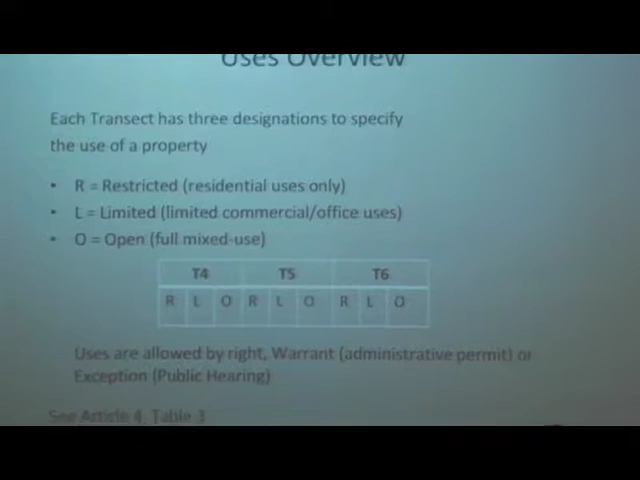 Uses Overview
Each Transect has three designations to specify
the use of a property
• R = Restricted (residential uses only)
• L = Limited (limited commercial/office uses)
• O = Open (full mixed-use)
T4 T5 T6
R L O R L O R L O
Uses are allowed by right, Warrant (administrative permit) or
Exception (Public Hearing)
See Article 4, Table 3